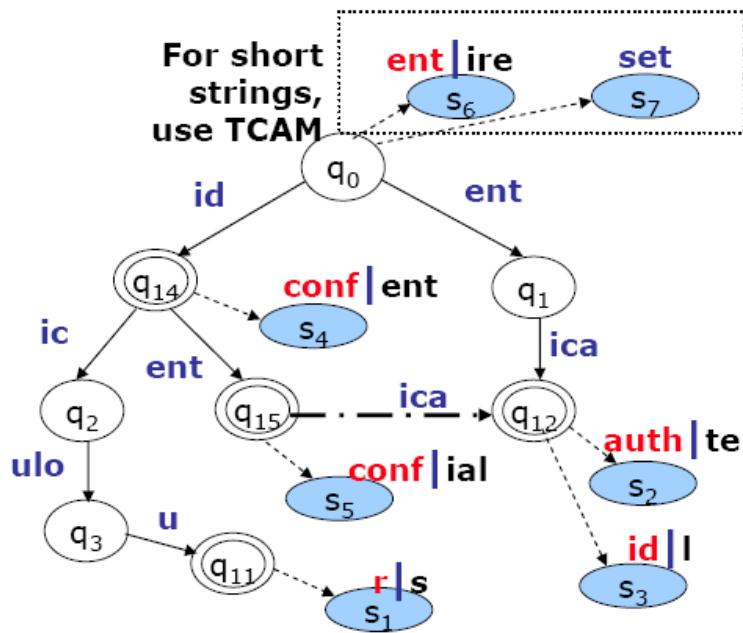 For short strings, use TCAM
ent|ire
s6
set
s7
q0
id
ent
q14
conf|ent
s4
q1
ic
ent
ica
q2
q15
ica
q12
ulo
conf|ial
s5
auth|te
s2
q3
u
q11
r|s
s1
id|l
s3